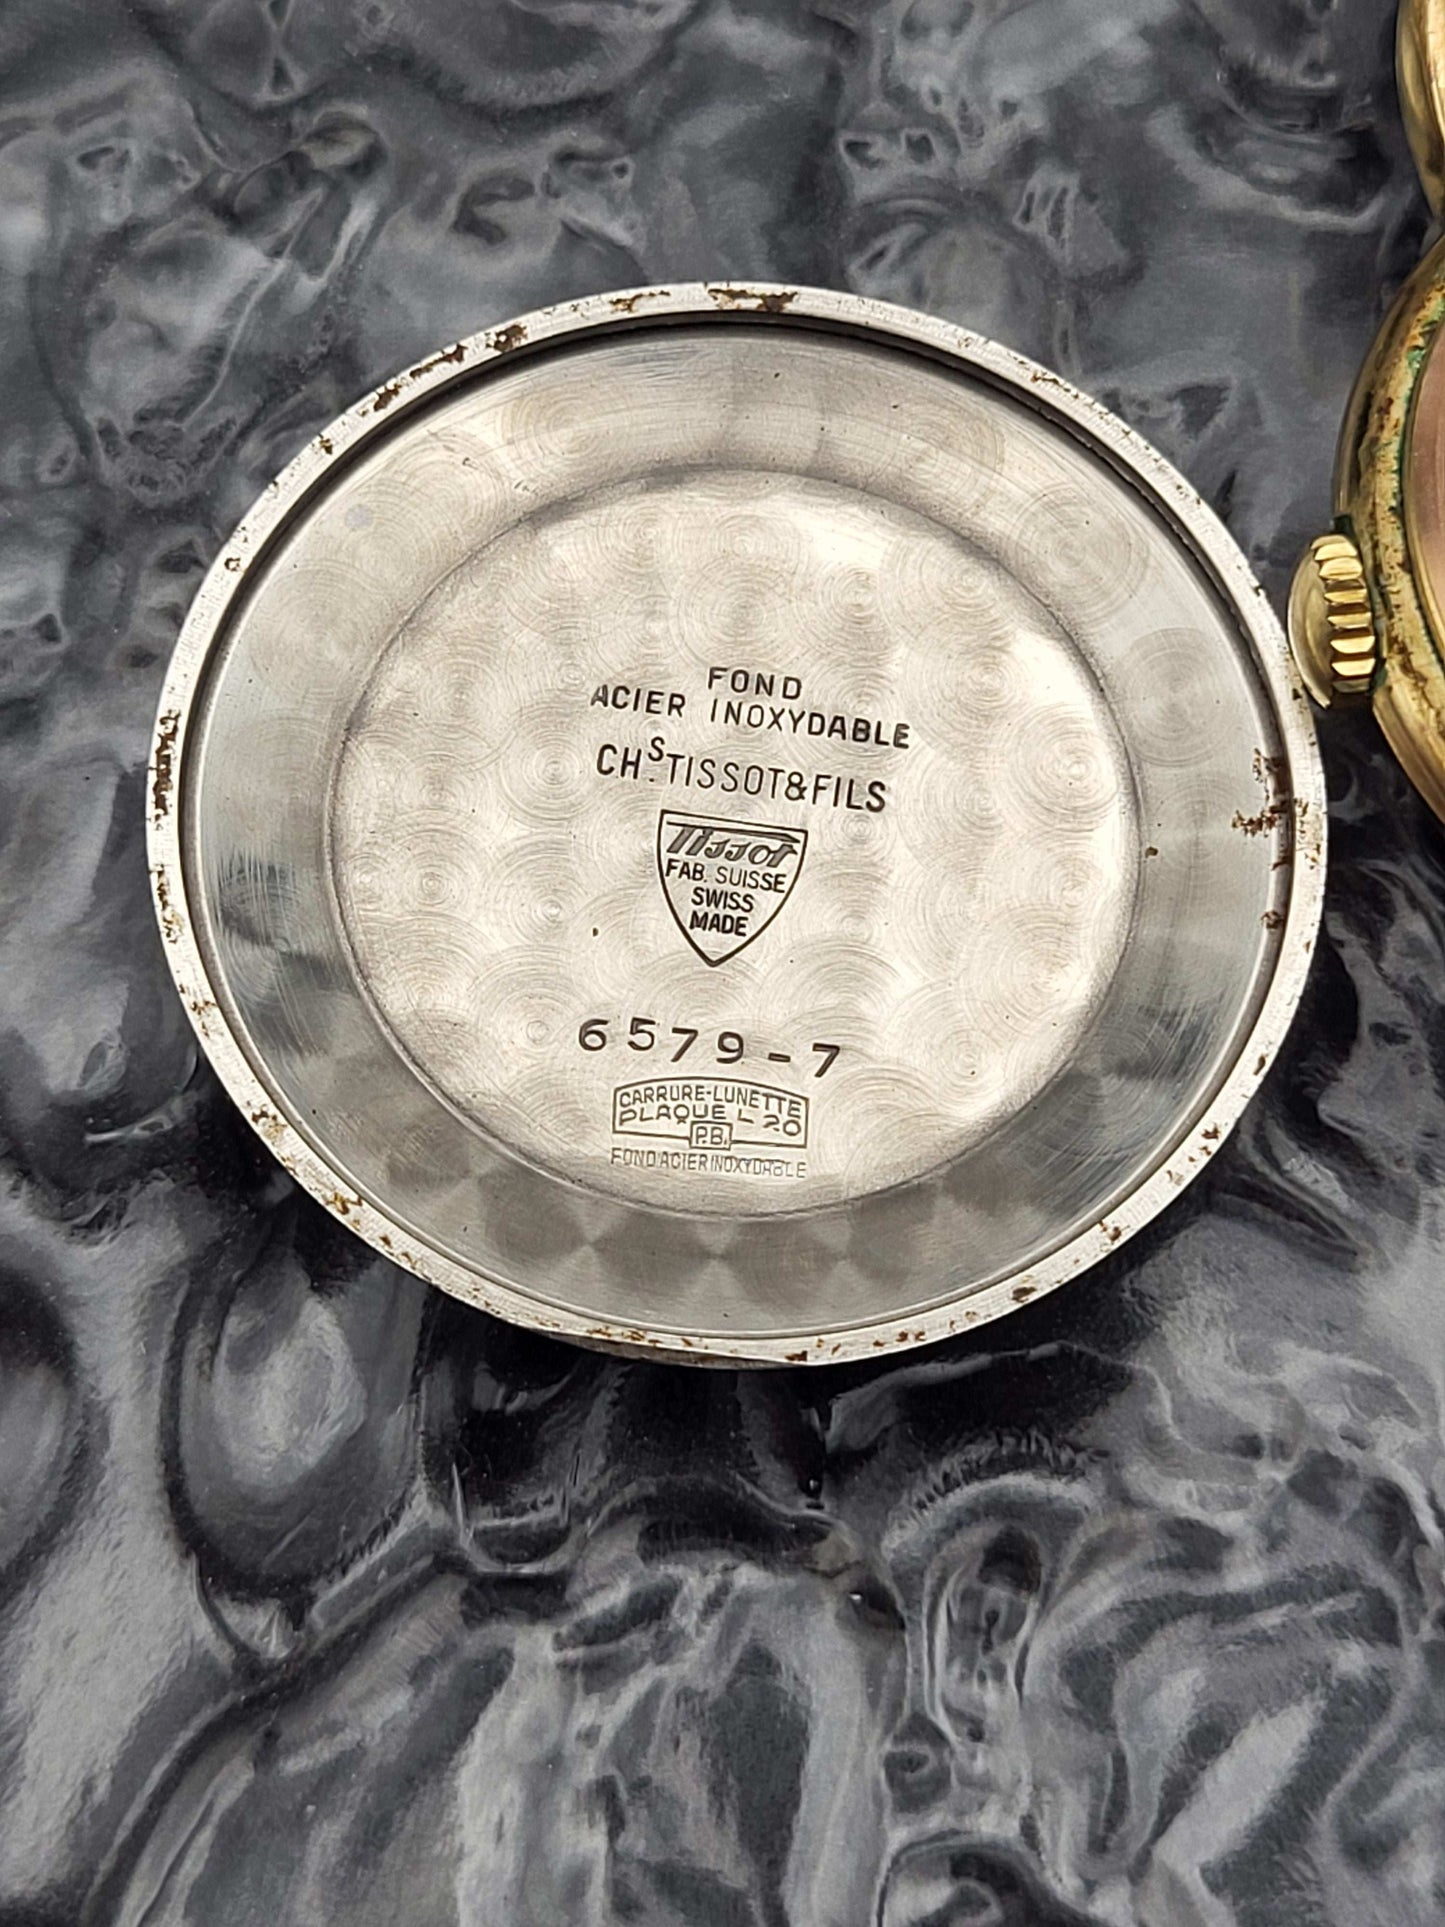 FOND
ACIER INOXYDABLE
CHS. TISSOT & FILS
Tissot
FAB. SUISSE
SWISS
MADE
6579-7
CARRURE-LUNETTE
PLAQUE L 20
P.B.
FOND ACIER INOXYDABLE